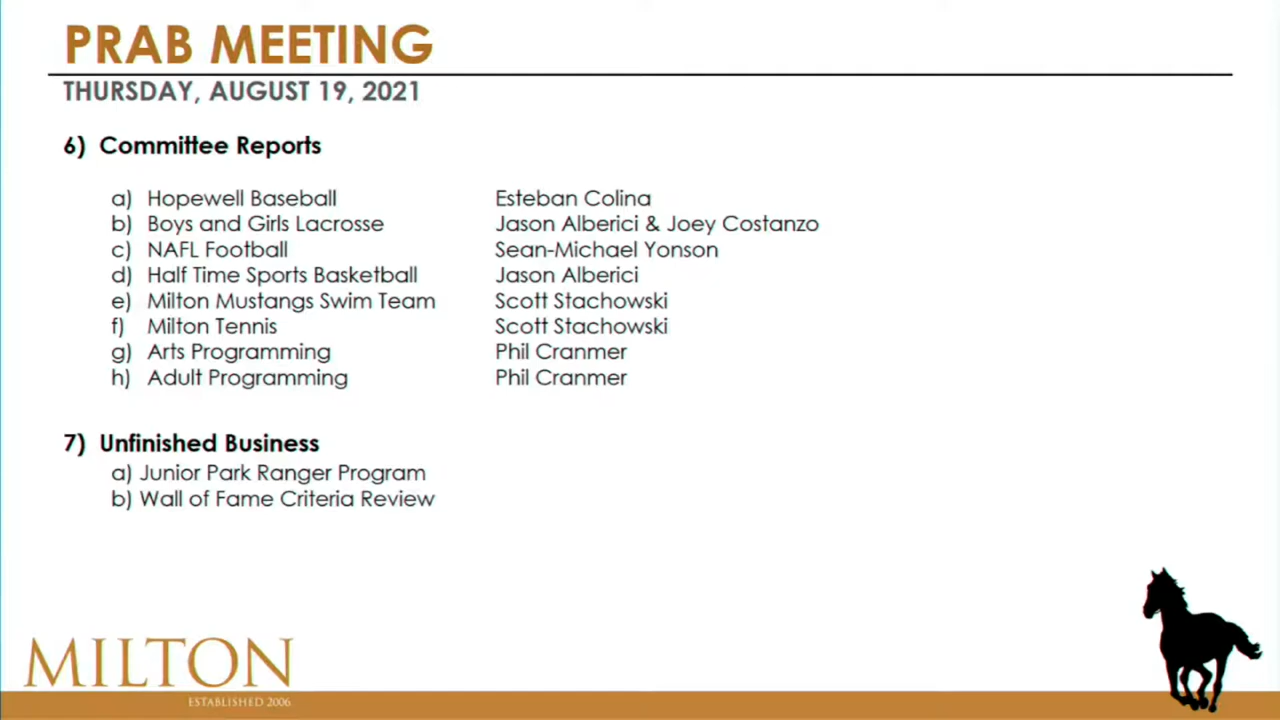 PRAB MEETING
THURSDAY, AUGUST 19, 2021
6) Committee Reports
a) Hopewell Baseball Esteban Colina
b) Boys and Girls Lacrosse Jason Alberici & Joey Costanzo
c) NAFL Football Sean-Michael Yonson
d) Half Time Sports Basketball Jason Alberici
e) Milton Mustangs Swim Team Scott Stachowski
f) Milton Tennis Scott Stachowski
g) Arts Programming Phil Cranmer
h) Adult Programming Phil Cranmer
7) Unfinished Business
a) Junior Park Ranger Program
b) Wall of Fame Criteria Review
MILTON
ESTABLISHED 2006